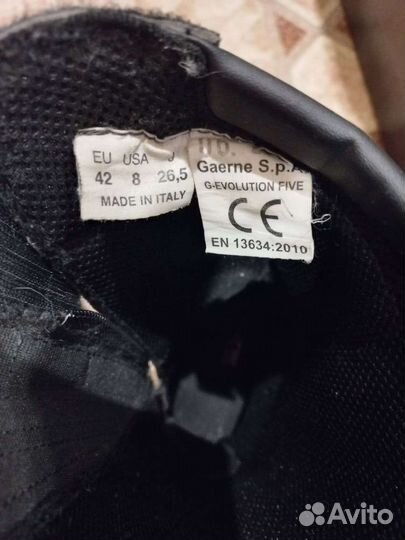 EU USA J
42 8 26,5
MADE IN ITALY
Gaerne S.p.A
G-EVOLUTION FIVE
CE
EN 13634:2010
Avito